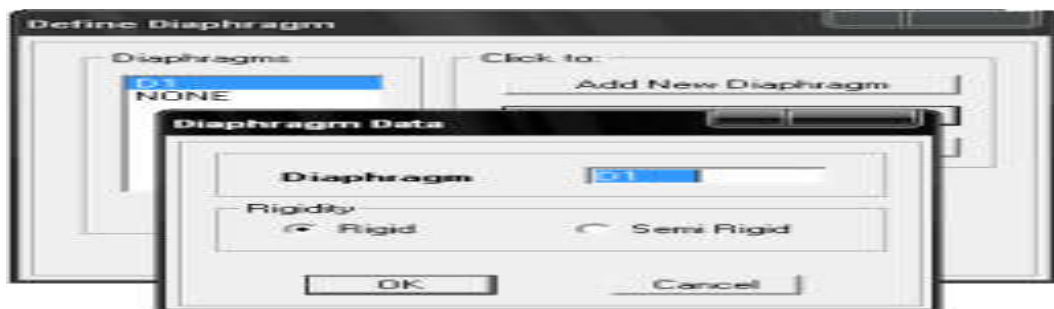 Define Diaphragm
Diaphragms
Click to:
D1
NONE
Add New Diaphragm
Diaphragm Data
Diaphragm
D1
Rigidity
Rigid
Semi Rigid
OK
Cancel